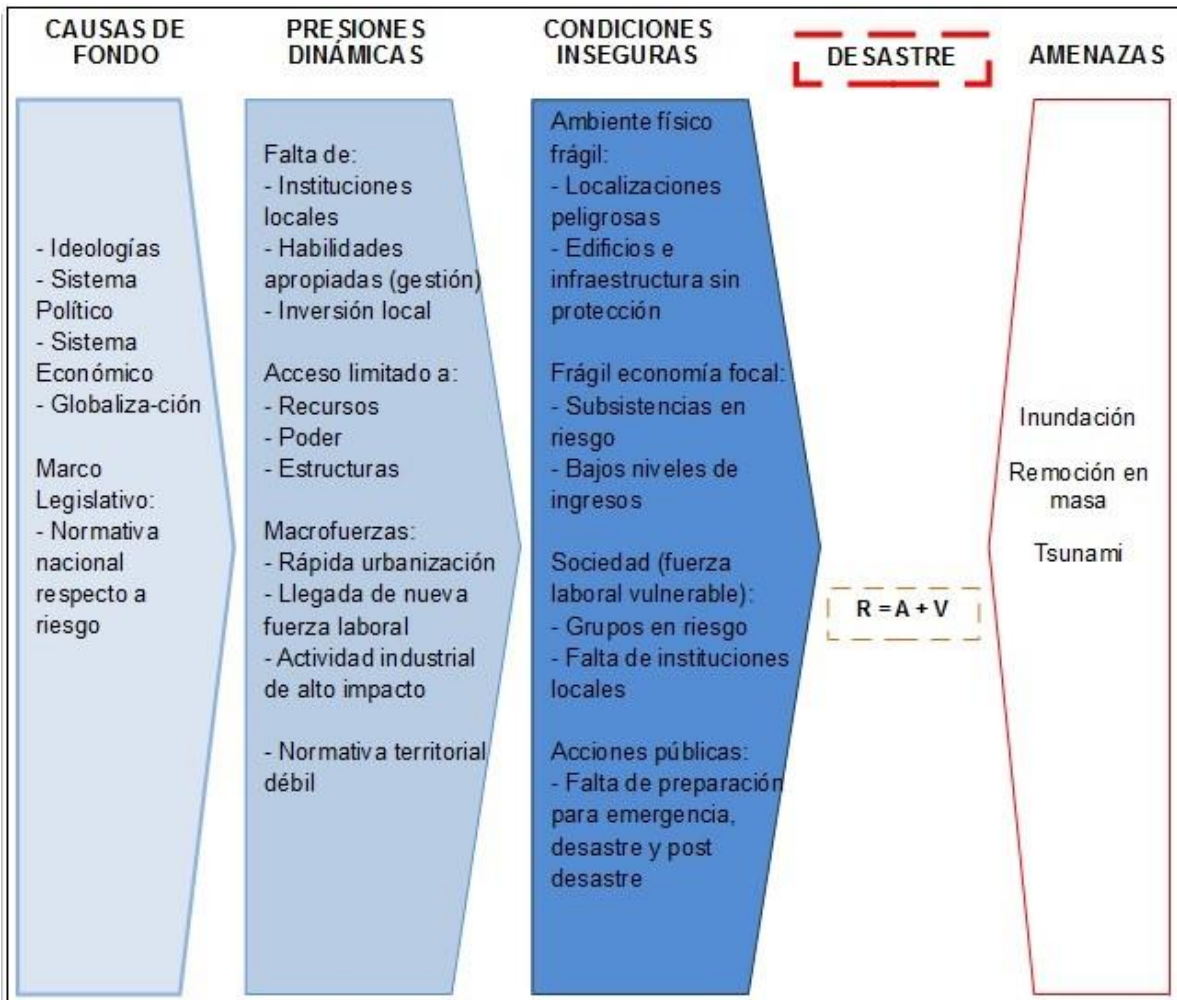 CAUSAS DE
FONDO
PRESIONES
DINÁMICAS
CONDICIONES
INSEGURAS
DESASTRE
AMENAZAS
- Ideologías
- Sistema
Político
- Sistema
Económico
- Globaliza-ción
Marco
Legislativo:
- Normativa
nacional
respecto a
riesgo
Falta de:
- Instituciones
locales
- Habilidades
apropiadas (gestión)
- Inversión local
Acceso limitado a:
- Recursos
- Poder
- Estructuras
Macrofuerzas:
- Rápida urbanización
- Llegada de nueva
fuerza laboral
- Actividad industrial
de alto impacto
- Normativa territorial
débil
Ambiente físico
frágil:
- Localizaciones
peligrosas
- Edificios e
infraestructura sin
protección
Frágil economía focal:
- Subsistencias en
riesgo
- Bajos niveles de
ingresos
Sociedad (fuerza
laboral vulnerable):
- Grupos en riesgo
- Falta de instituciones
locales
Acciones públicas:
- Falta de preparación
para emergencia,
desastre y post
desastre
R = A + V
Inundación
Remoción en
masa
Tsunami